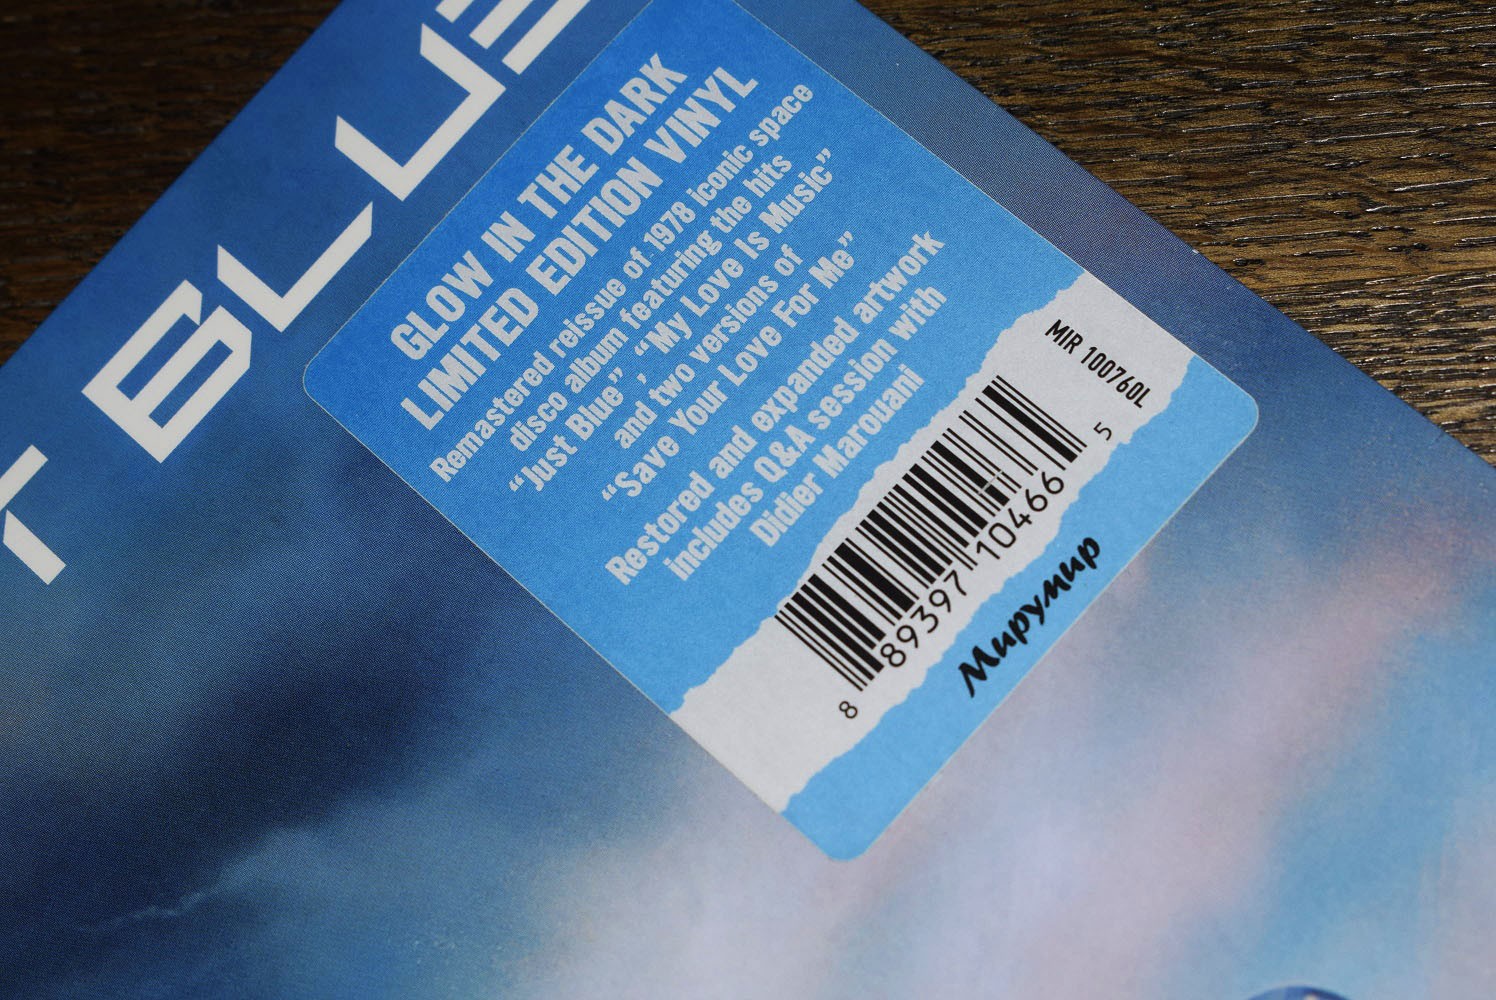 T BLUE
GLOW IN THE DARK
LIMITED EDITION VINYL
Remastered reissue of 1978 iconic space
disco album featuring the hits
“Just Blue”, “My Love Is Music”
and two versions of
“Save Your Love For Me”
Restored and expanded artwork
includes Q&A session with
Didier Marouani
MIR 100760L
8 89397 10466 5
Мирумир